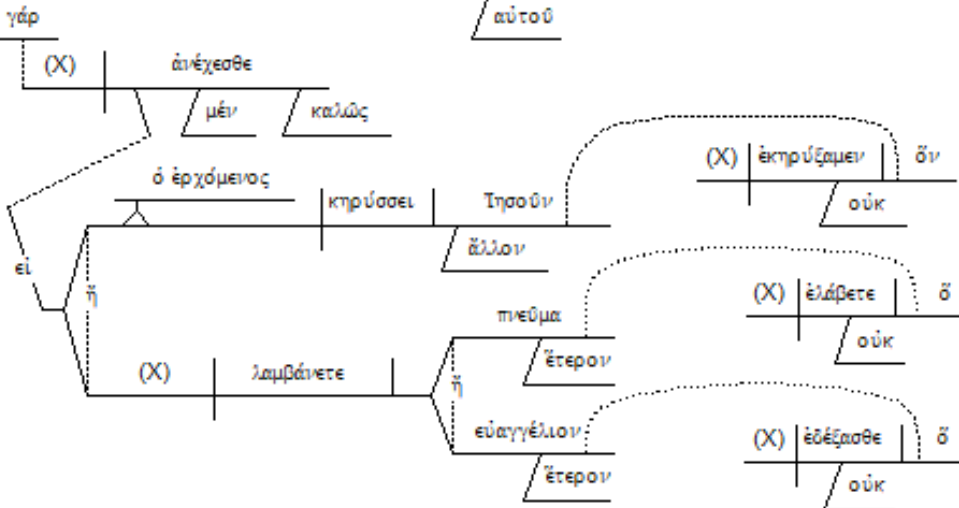 γάρ αὐτοῦ
(X) ἀνέχεσθε
μέν καλῶς
(X) ἐκηρύξαμεν ὅν
ὁ ἐρχόμενος
κηρύσσει Ἰησοῦν οὐκ
ἄλλον
εἰ
ἤ (X) ἐλάβετε ὅ
πνεῦμα
οὐκ
ἕτερον
(X) λαμβάνετε
ἤ
εὐαγγέλιον (X) ἐδέξασθε ὅ
ἕτερον οὐκ